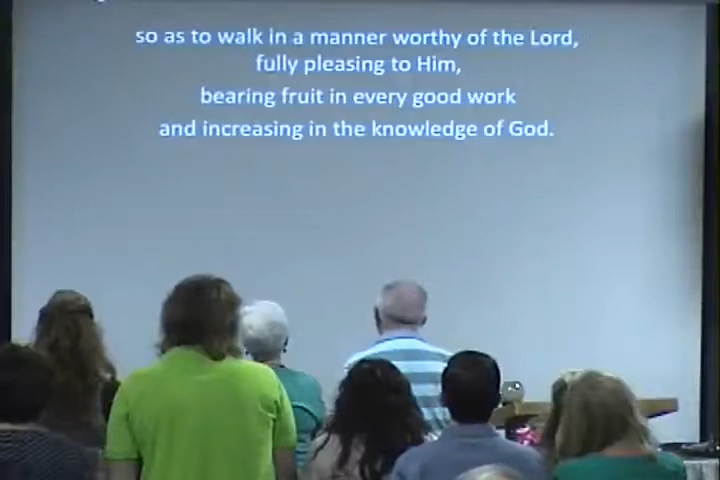 so as to walk in a manner worthy of the Lord,
fully pleasing to Him,
bearing fruit in every good work
and increasing in the knowledge of God.